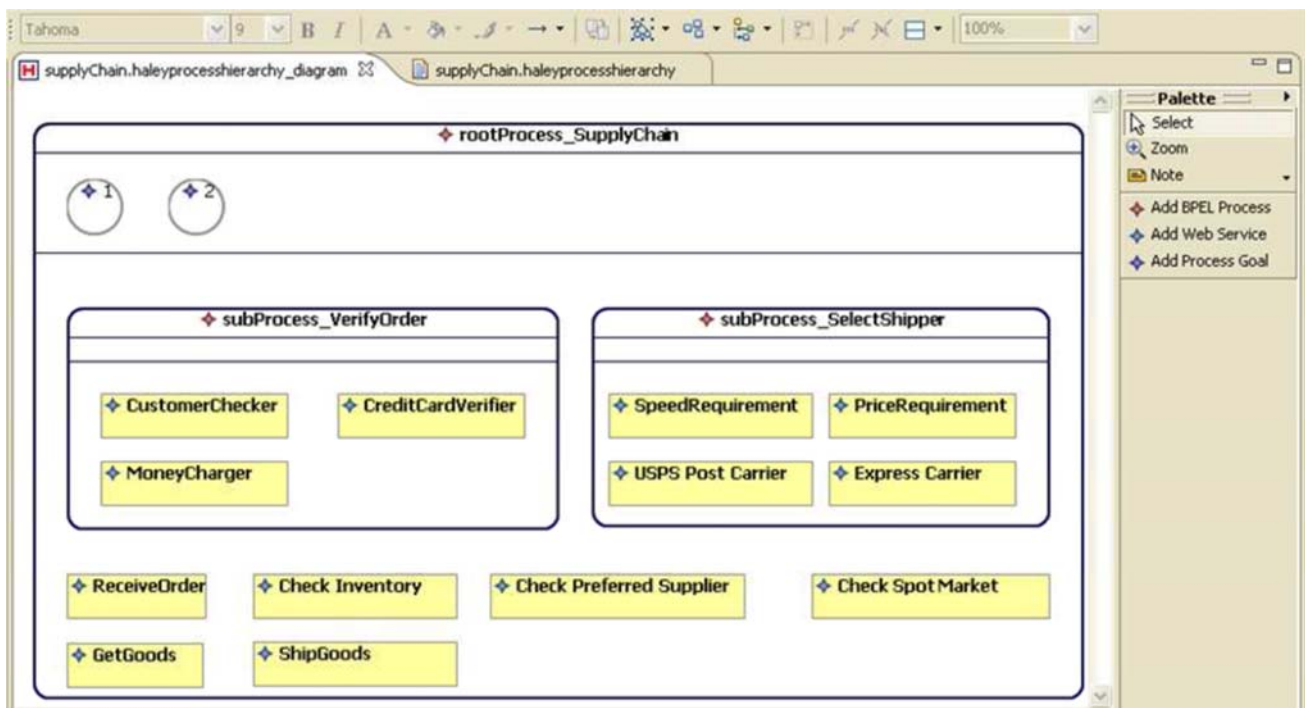 Tahoma 9 B I A 100%
supplyChain.haleyprocesshierarchy_diagram supplyChain.haleyprocesshierarchy
Palette
Select
Zoom
Note
Add BPEL Process
Add Web Service
Add Process Goal
rootProcess_SupplyChain
1 2
subProcess_VerifyOrder
CustomerChecker CreditCardVerifier
MoneyCharger
subProcess_SelectShipper
SpeedRequirement PriceRequirement
USPS Post Carrier Express Carrier
ReceiveOrder Check Inventory Check Preferred Supplier Check Spot Market
GetGoods ShipGoods